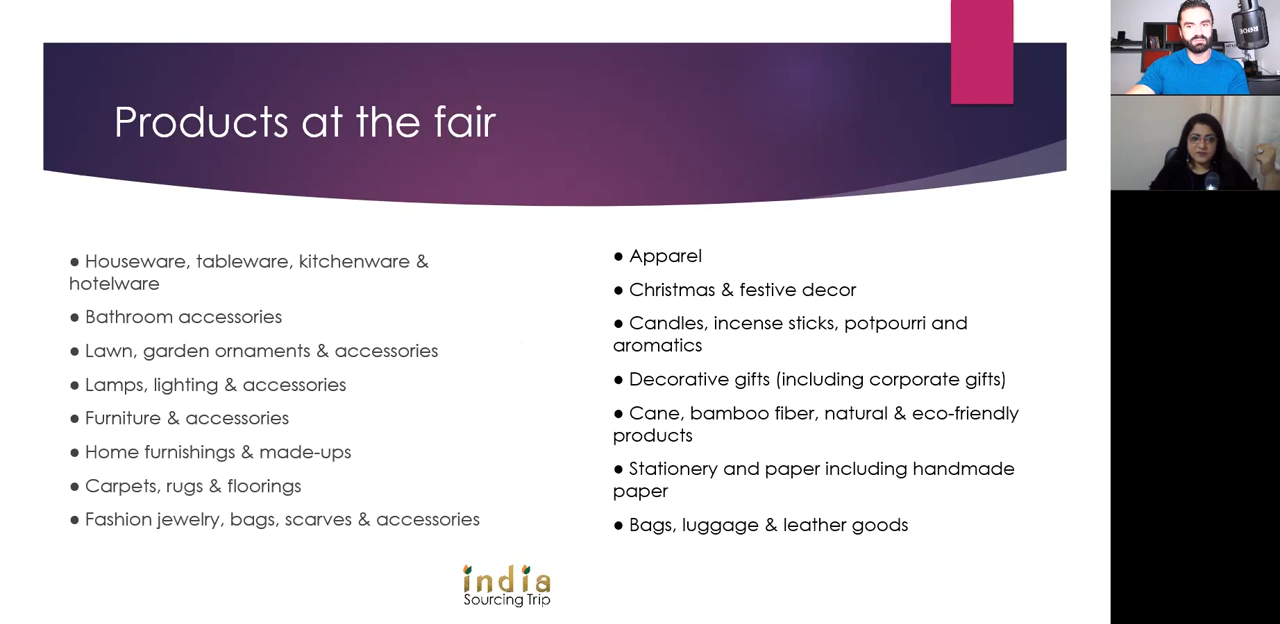 Products at the fair
● Houseware, tableware, kitchenware &
hotelware
● Bathroom accessories
● Lawn, garden ornaments & accessories
● Lamps, lighting & accessories
● Furniture & accessories
● Home furnishings & made-ups
● Carpets, rugs & floorings
● Fashion jewelry, bags, scarves & accessories
● Apparel
● Christmas & festive decor
● Candles, incense sticks, potpourri and
aromatics
● Decorative gifts (including corporate gifts)
● Cane, bamboo fiber, natural & eco-friendly
products
● Stationery and paper including handmade
paper
● Bags, luggage & leather goods
india
Sourcing Trip
RØDE